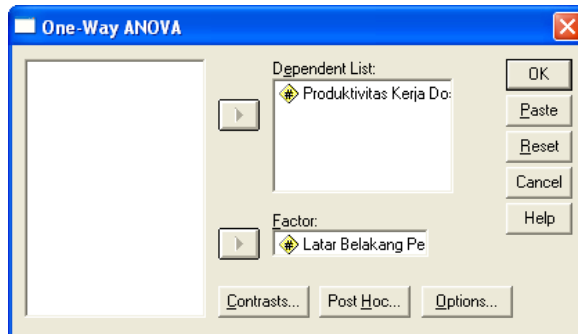 One-Way ANOVA
Dependent List:
Produktivitas Kerja Do
OK
Paste
Reset
Cancel
Help
Factor:
Latar Belakang Pe
Contrasts...
Post Hoc...
Options...